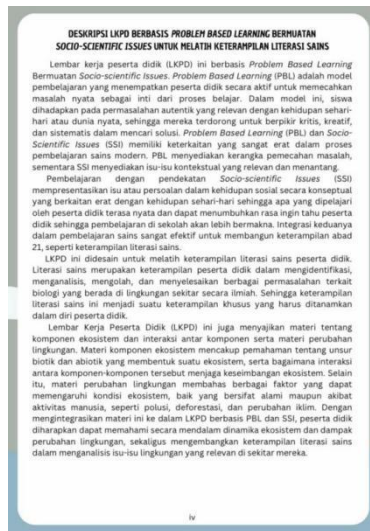 DESKRIPSI LKPD BERBASIS PROBLEM BASED LEARNING BERMUATAN
SOCIO-SCIENTIFIC ISSUES UNTUK MELATIH KETERAMPILAN LITERASI SAINS
Lembar kerja peserta didik (LKPD) ini berbasis Problem Based Learning
Bermuatan Socio-scientific Issues. Problem Based Learning (PBL) adalah model
pembelajaran yang menempatkan peserta didik secara aktif untuk memecahkan
masalah nyata sebagai inti dari proses belajar. Dalam model ini, siswa
dihadapkan pada permasalahan autentik yang relevan dengan kehidupan sehari-
hari atau dunia nyata, sehingga mereka terdorong untuk berpikir kritis, kreatif,
dan sistematis dalam mencari solusi. Problem Based Learning (PBL) dan Socio-
Scientific Issues (SSI) memiliki keterkaitan yang sangat erat dalam proses
pembelajaran sains modern. PBL menyediakan kerangka pemecahan masalah,
sementara SSI menyediakan isu-isu kontekstual yang relevan dan menantang.
Pembelajaran dengan pendekatan Socio-scientific Issues (SSI)
mempresentasikan isu atau persoalan dalam kehidupan sosial secara konseptual
yang berkaitan erat dengan kehidupan sehari-hari sehingga apa yang dipelajari
oleh peserta didik terasa nyata dan dapat menumbuhkan rasa ingin tahu peserta
didik sehingga pembelajaran di sekolah akan lebih bermakna. Integrasi keduanya
dalam pembelajaran sains sangat efektif untuk membangun keterampilan abad
21, seperti keterampilan literasi sains.
LKPD ini didesain untuk melatih keterampilan literasi sains peserta didik.
Literasi sains merupakan keterampilan peserta didik dalam mengidentifikasi,
menganalisis, mengolah, dan menyelesaikan berbagai permasalahan terkait
biologi yang berada di lingkungan sekitar secara ilmiah. Sehingga keterampilan
literasi sains ini menjadi suatu keterampilan khusus yang harus ditanamkan
dalam diri peserta didik.
Lembar Kerja Peserta Didik (LKPD) ini juga menyajikan materi tentang
komponen ekosistem dan interaksi antar komponen serta materi perubahan
lingkungan. Materi komponen ekosistem mencakup pemahaman tentang unsur
biotik dan abiotik yang membentuk suatu ekosistem, serta bagaimana interaksi
antara komponen-komponen tersebut menjaga keseimbangan ekosistem. Selain
itu, materi perubahan lingkungan membahas berbagai faktor yang dapat
memengaruhi kondisi ekosistem, baik yang bersifat alami maupun akibat
aktivitas manusia, seperti polusi, deforestasi, dan perubahan iklim. Dengan
mengintegrasikan materi ini ke dalam LKPD berbasis PBL dan SSI, peserta didik
diharapkan dapat memahami secara mendalam dinamika ekosistem dan dampak
perubahan lingkungan, sekaligus mengembangkan keterampilan literasi sains
dalam menganalisis isu-isu lingkungan yang relevan di sekitar mereka.
iv